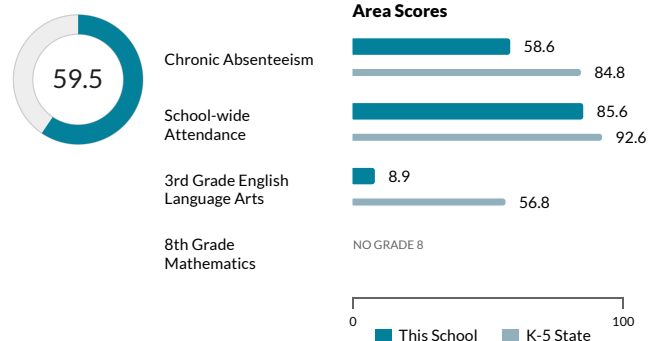 Area Scores
59.5
Chronic Absenteeism
58.6
84.8
School-wide
Attendance
85.6
92.6
3rd Grade English
Language Arts
8.9
56.8
8th Grade
Mathematics
NO GRADE 8
0
100
This School
K-5 State